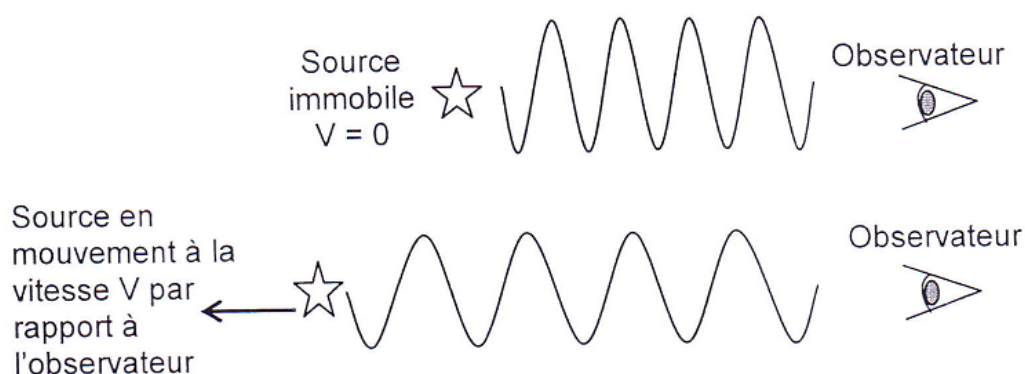 Source
immobile
V = 0
Observateur
Source en
mouvement à la
vitesse V par
rapport à
l'observateur
Observateur